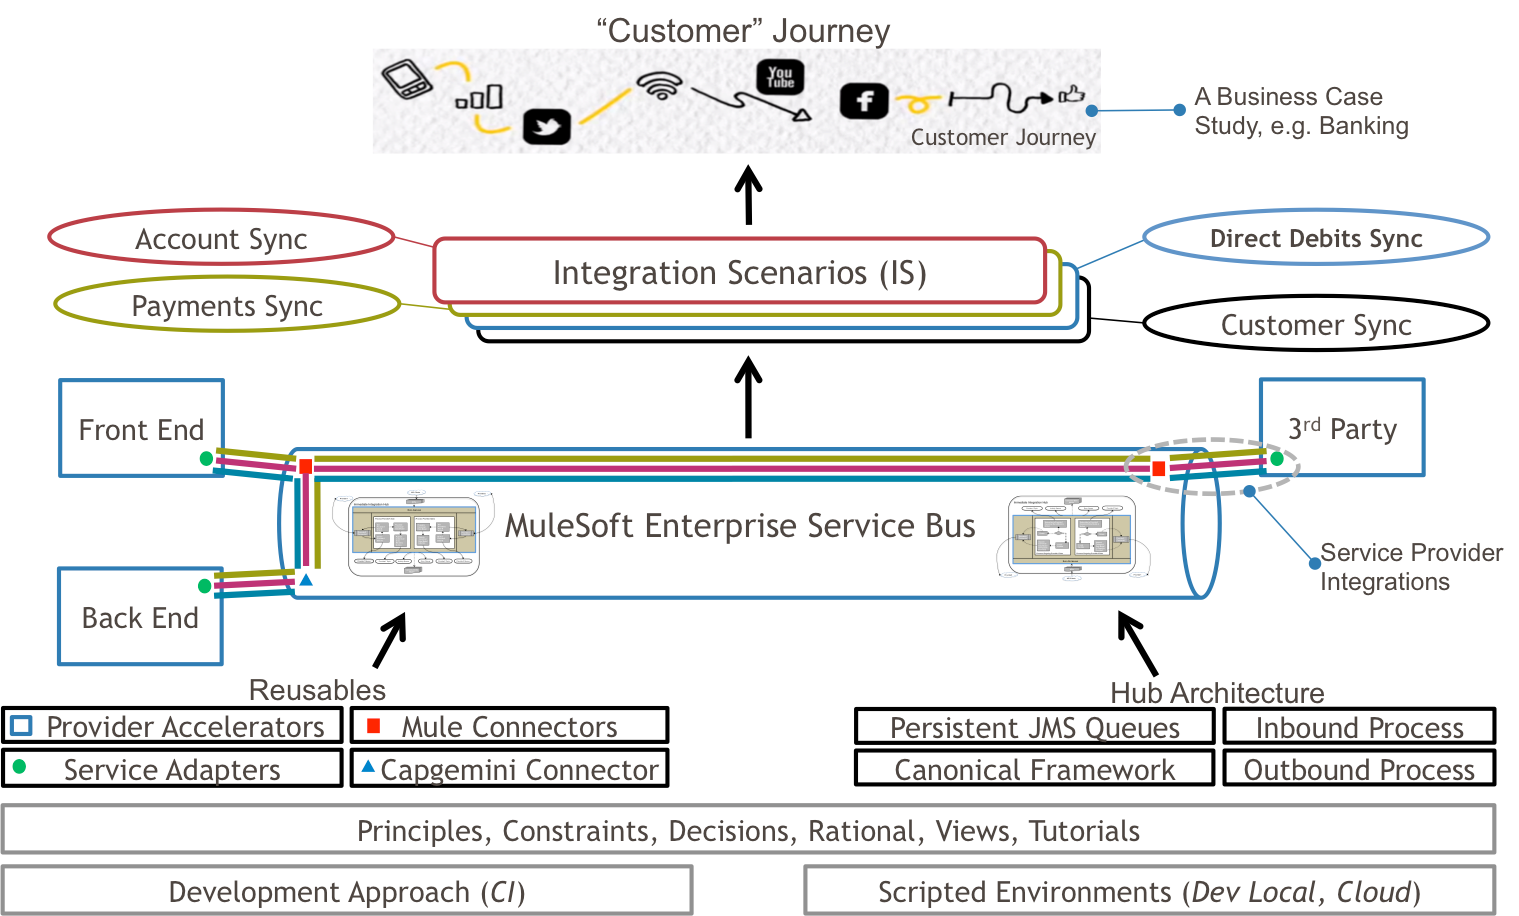 “Customer” Journey
You
Tube
Customer Journey
A Business Case
Study, e.g. Banking
Account Sync
Direct Debits Sync
Integration Scenarios (IS)
Payments Sync
Customer Sync
Front End
3rd Party
MuleSoft Enterprise Service Bus
Service Provider
Integrations
Back End
Reusables
Hub Architecture
Provider Accelerators
Mule Connectors
Persistent JMS Queues
Inbound Process
Service Adapters
Capgemini Connector
Canonical Framework
Outbound Process
Principles, Constraints, Decisions, Rational, Views, Tutorials
Development Approach (CI)
Scripted Environments (Dev Local, Cloud)